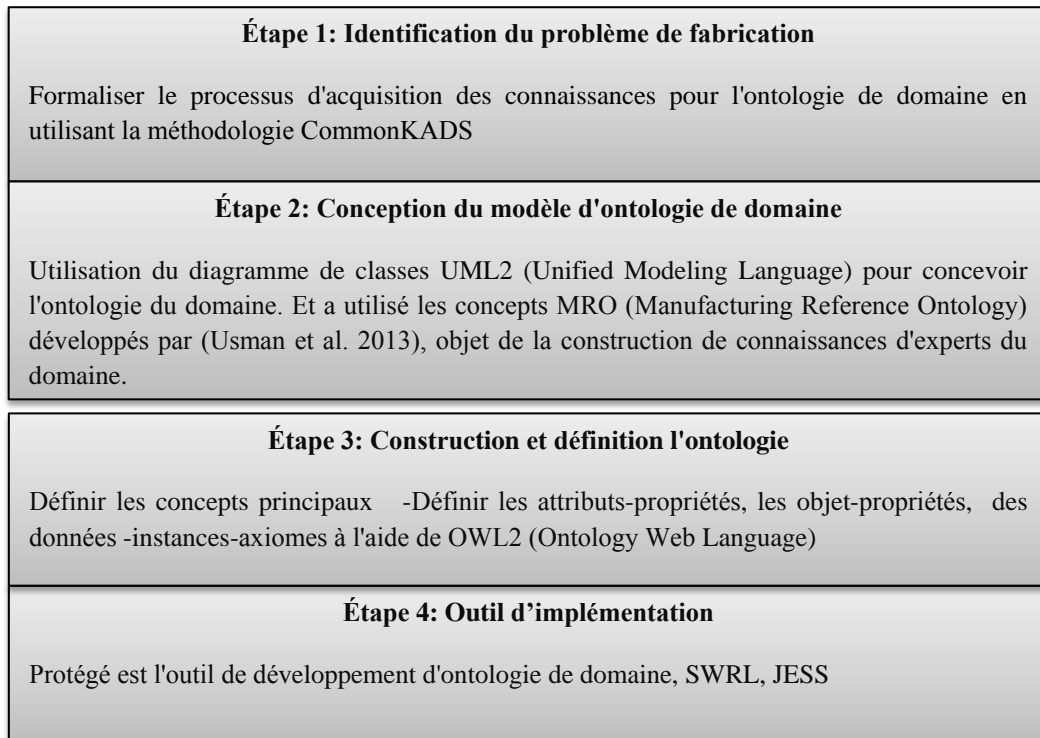 Étape 1: Identification du problème de fabrication
Formaliser le processus d'acquisition des connaissances pour l'ontologie de domaine en
utilisant la méthodologie CommonKADS
Étape 2: Conception du modèle d'ontologie de domaine
Utilisation du diagramme de classes UML2 (Unified Modeling Language) pour concevoir
l'ontologie du domaine. Et a utilisé les concepts MRO (Manufacturing Reference Ontology)
développés par (Usman et al. 2013), objet de la construction de connaissances d'experts du
domaine.
Étape 3: Construction et définition l'ontologie
Définir les concepts principaux -Définir les attributs-propriétés, les objet-propriétés, des
données -instances-axiomes à l'aide de OWL2 (Ontology Web Language)
Étape 4: Outil d’implémentation
Protégé est l'outil de développement d'ontologie de domaine, SWRL, JESS